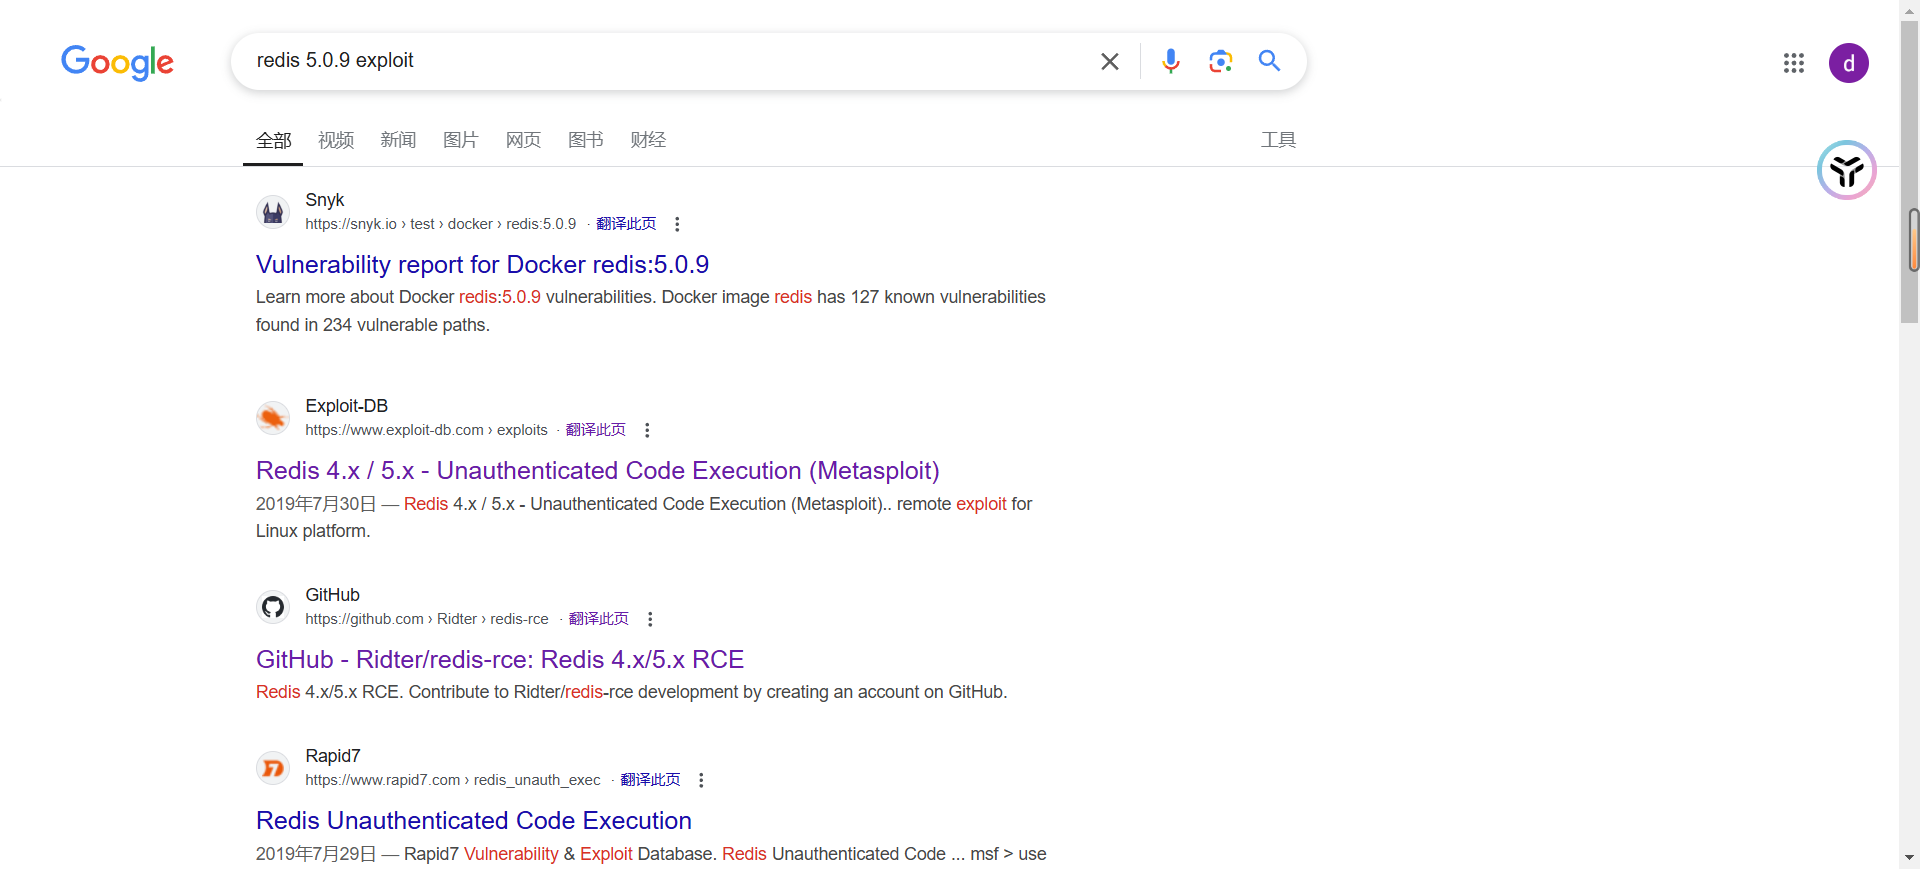 Google
redis 5.0.9 exploit
d
全部 视频 新闻 图片 网页 图书 财经 工具
Snyk
https://snyk.io › test › docker › redis:5.0.9 · 翻译此页
Vulnerability report for Docker redis:5.0.9
Learn more about Docker redis:5.0.9 vulnerabilities. Docker image redis has 127 known vulnerabilities
found in 234 vulnerable paths.
Exploit-DB
https://www.exploit-db.com › exploits · 翻译此页
Redis 4.x / 5.x - Unauthenticated Code Execution (Metasploit)
2019年7月30日 — Redis 4.x / 5.x - Unauthenticated Code Execution (Metasploit).. remote exploit for
Linux platform.
GitHub
https://github.com › Ridter › redis-rce · 翻译此页
GitHub - Ridter/redis-rce: Redis 4.x/5.x RCE
Redis 4.x/5.x RCE. Contribute to Ridter/redis-rce development by creating an account on GitHub.
Rapid7
https://www.rapid7.com › redis_unauth_exec · 翻译此页
Redis Unauthenticated Code Execution
2019年7月29日 — Rapid7 Vulnerability & Exploit Database. Redis Unauthenticated Code ... msf > use